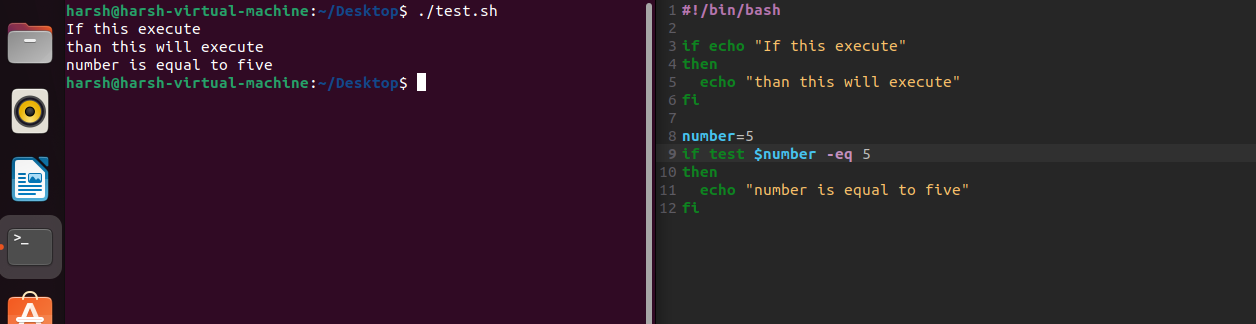 harsh@harsh-virtual-machine:~/Desktop$ ./test.sh
If this execute
than this will execute
number is equal to five
harsh@harsh-virtual-machine:~/Desktop$
>_
1 #!/bin/bash
2
3 if echo "If this execute"
4 then
5   echo "than this will execute"
6 fi
7
8 number=5
9 if test $number -eq 5
10 then
11   echo "number is equal to five"
12 fi